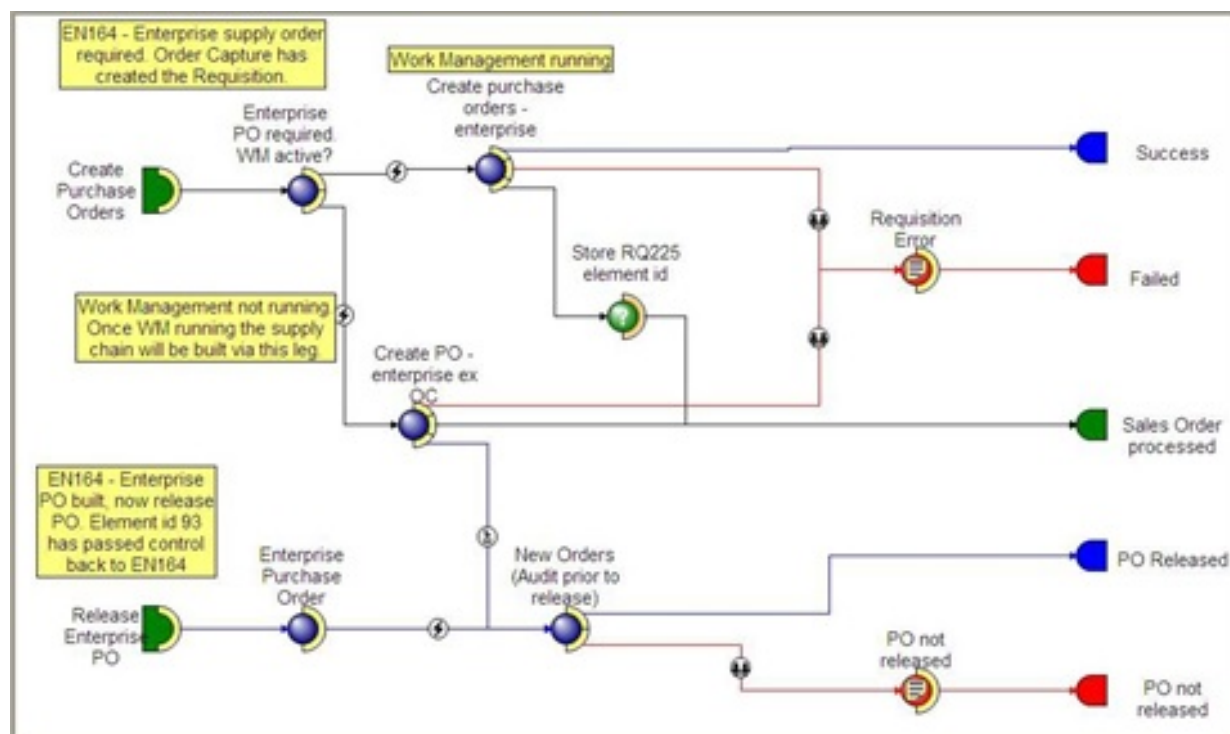 EN164 - Enterprise supply order
required. Order Capture has
created the Requisition.
Work Management running
Create purchase
orders -
enterprise
Enterprise
PO required.
WM active?
Create
Purchase
Orders
Success
Requisition
Error
Failed
Store RQ225
element id
Work Management not running.
Once WM running the supply
chain will be built via this leg.
Create PO -
enterprise ex
OC
Sales Order
processed
EN164 - Enterprise
PO built, now release
PO. Element id 93
has passed control
back to EN164
Enterprise
Purchase
Order
New Orders
(Audit prior to
release)
PO Released
Release
Enterprise
PO
PO not
released
PO not
released